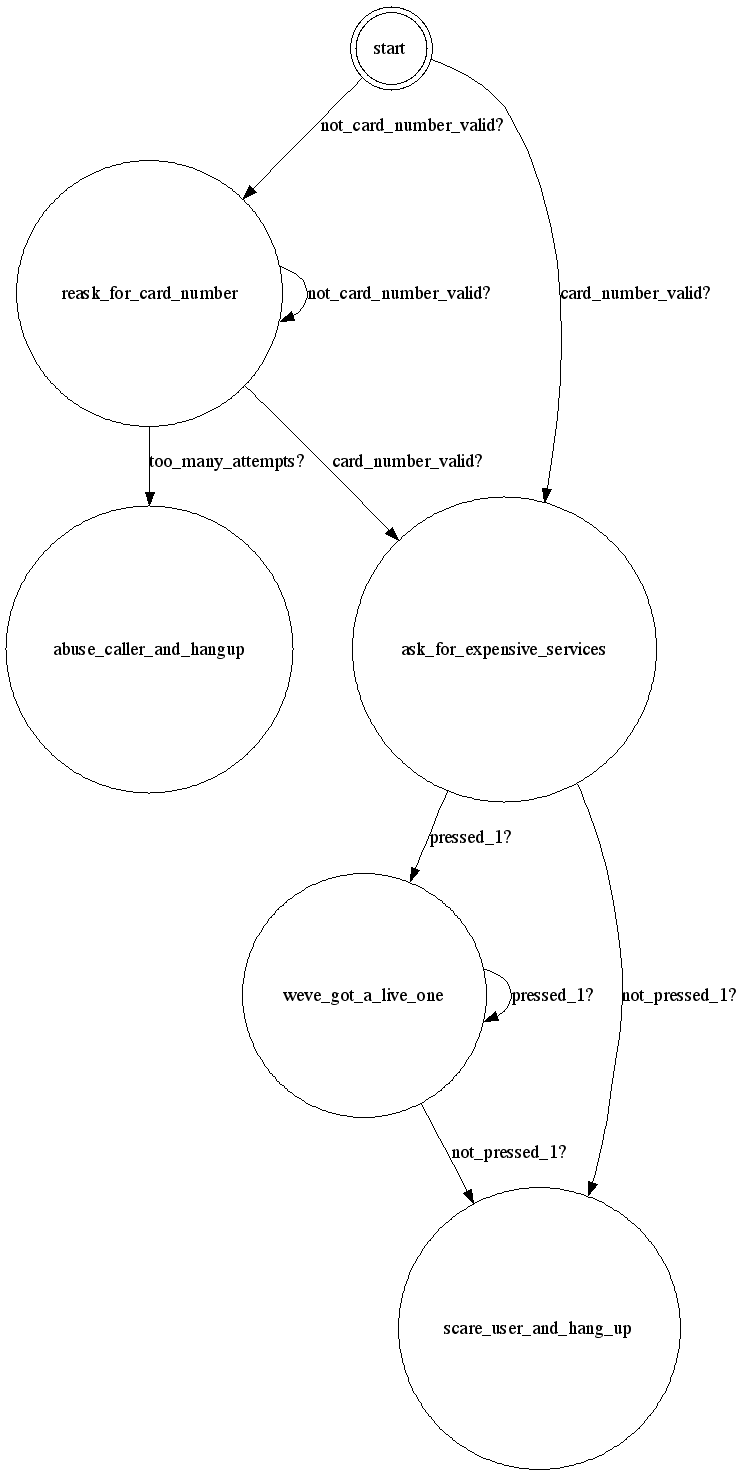 start
not_card_number_valid?
reask_for_card_number
not_card_number_valid?
card_number_valid?
too_many_attempts?
card_number_valid?
abuse_caller_and_hangup
ask_for_expensive_services
pressed_1?
weve_got_a_live_one
pressed_1?
not_pressed_1?
not_pressed_1?
scare_user_and_hang_up